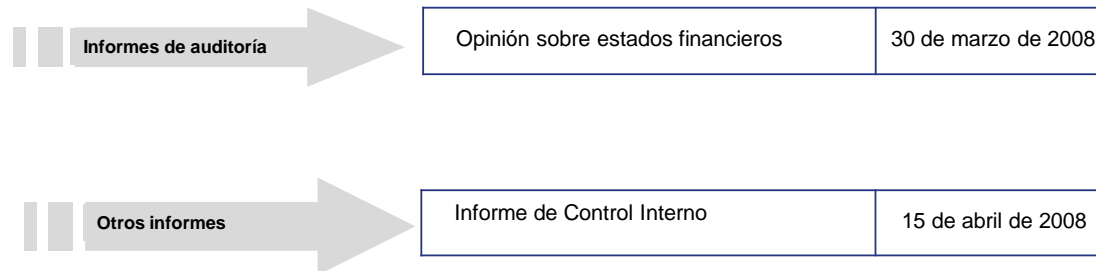 Informes de auditoría
Opinión sobre estados financieros
30 de marzo de 2008
Otros informes
Informe de Control Interno
15 de abril de 2008